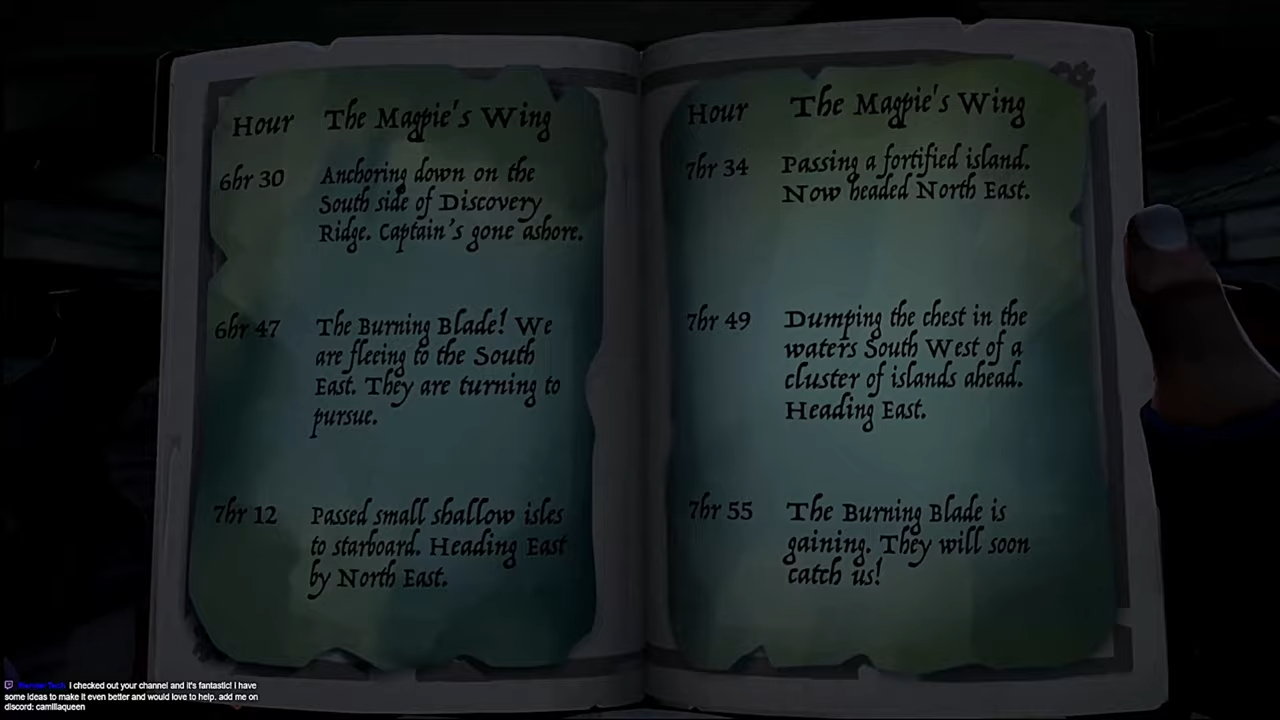 Hour The Magpie's Wing
6hr 30 Anchoring down on the
South side of Discovery
Ridge. Captain's gone ashore.
6hr 47 The Burning Blade! We
are fleeing to the South
East. They are turning to
pursue.
7hr 12 Passed small shallow isles
to starboard. Heading East
by North East.
Hour The Magpie's Wing
7hr 34 Passing a fortified island.
Now headed North East.
7hr 49 Dumping the chest in the
waters South West of a
cluster of islands ahead.
Heading East.
7hr 55 The Burning Blade is
gaining. They will soon
catch us!
I checked out your channel and it's fantastic! I have
some ideas to make it even better and would love to help. add me on
discord: camillaqueen